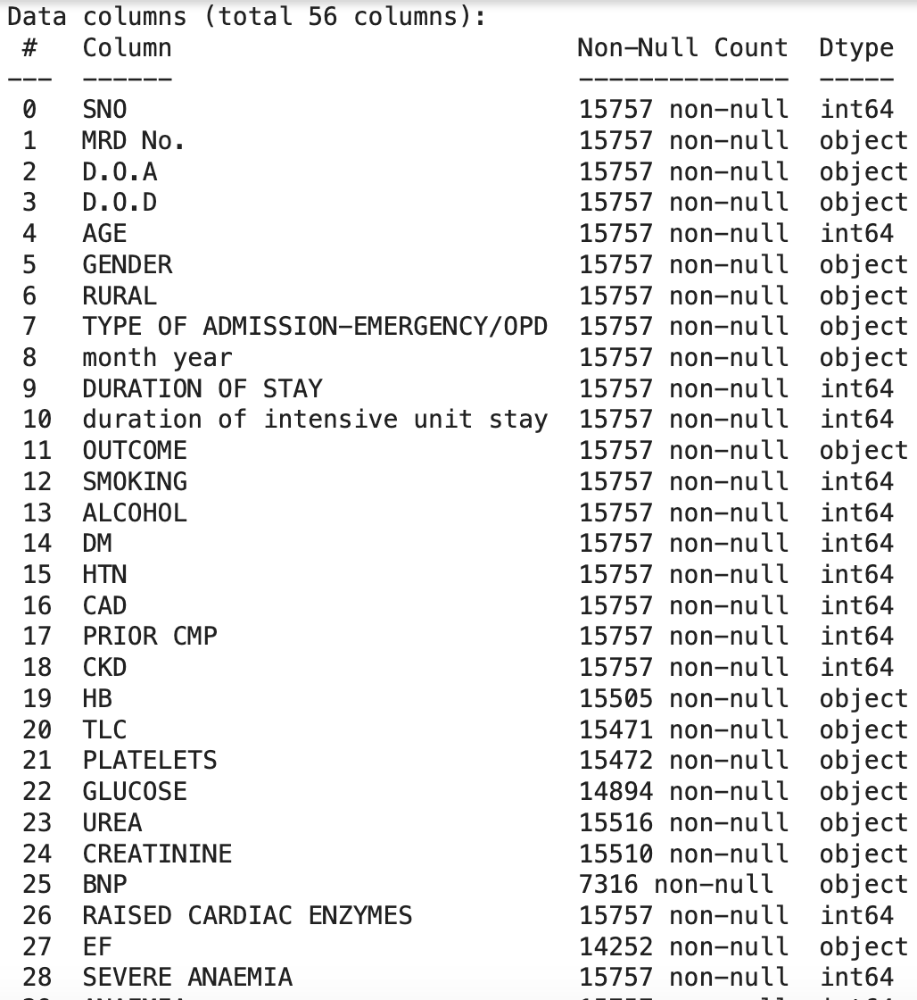 Data columns (total 56 columns):
 #   Column                            Non-Null Count  Dtype
---  ------                            --------------  -----
 0   SNO                               15757 non-null  int64
 1   MRD No.                           15757 non-null  object
 2   D.O.A                             15757 non-null  object
 3   D.O.D                             15757 non-null  object
 4   AGE                               15757 non-null  int64
 5   GENDER                            15757 non-null  object
 6   RURAL                             15757 non-null  object
 7   TYPE OF ADMISSION-EMERGENCY/OPD   15757 non-null  object
 8   month year                        15757 non-null  object
 9   DURATION OF STAY                  15757 non-null  int64
 10  duration of intensive unit stay   15757 non-null  int64
 11  OUTCOME                           15757 non-null  object
 12  SMOKING                           15757 non-null  int64
 13  ALCOHOL                           15757 non-null  int64
 14  DM                                15757 non-null  int64
 15  HTN                               15757 non-null  int64
 16  CAD                               15757 non-null  int64
 17  PRIOR CMP                         15757 non-null  int64
 18  CKD                               15757 non-null  int64
 19  HB                                15505 non-null  object
 20  TLC                               15471 non-null  object
 21  PLATELETS                         15472 non-null  object
 22  GLUCOSE                           14894 non-null  object
 23  UREA                              15516 non-null  object
 24  CREATININE                        15510 non-null  object
 25  BNP                               7316 non-null   object
 26  RAISED CARDIAC ENZYMES            15757 non-null  int64
 27  EF                                14252 non-null  object
 28  SEVERE ANAEMIA                    15757 non-null  int64